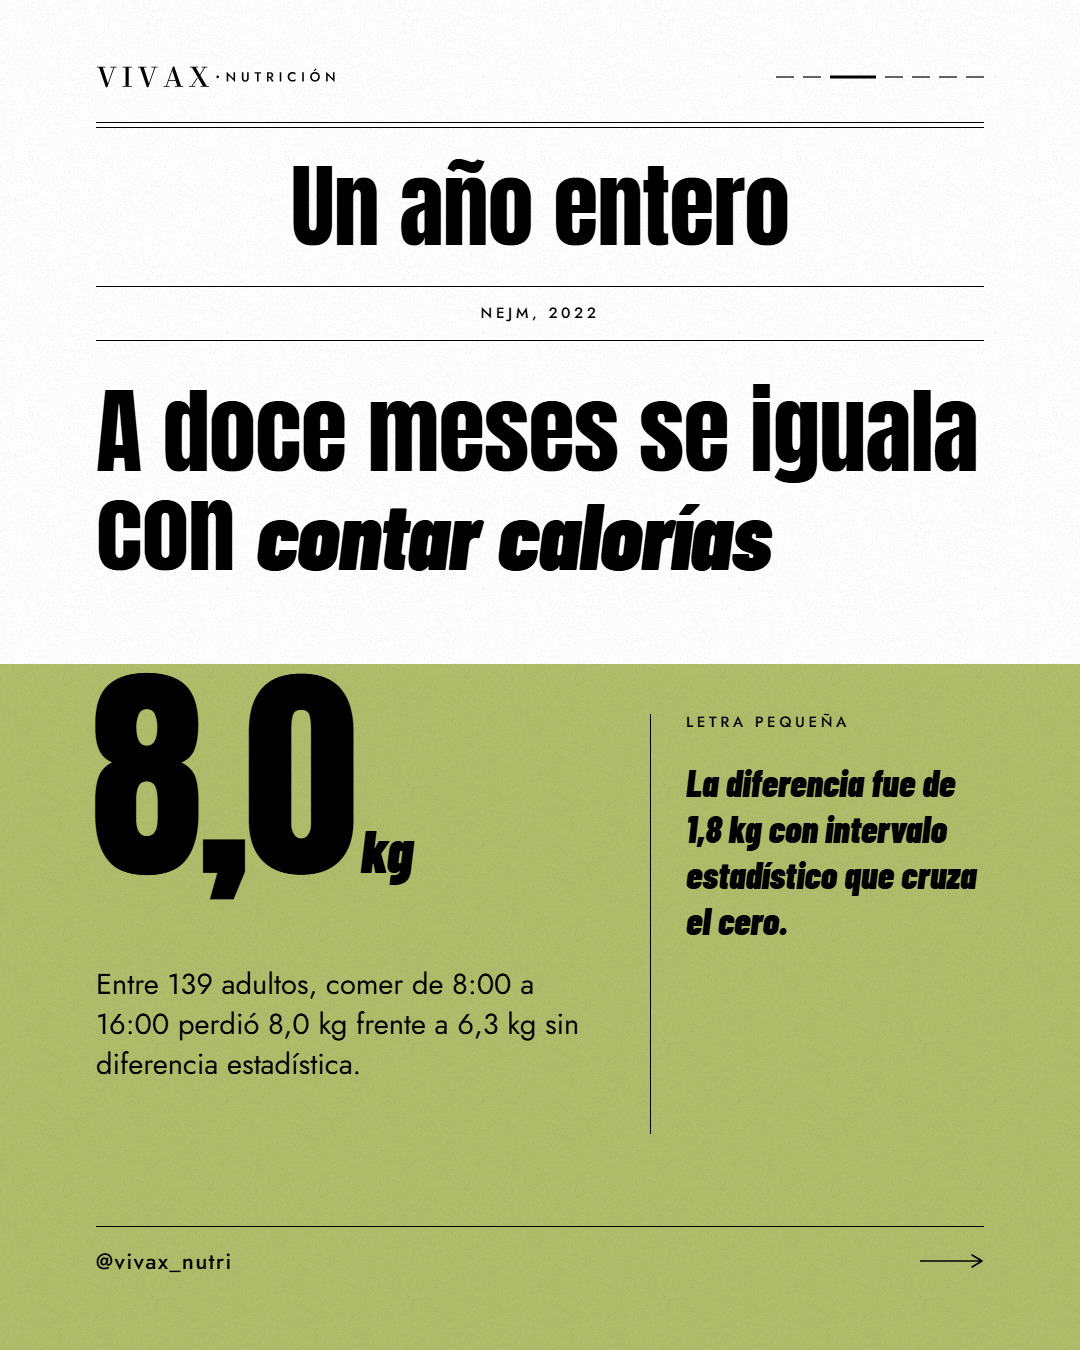 VIVAX·NUTRICIÓN
Un año entero
NEJM, 2022
A doce meses se iguala
con contar calorías
8,0 kg
Entre 139 adultos, comer de 8:00 a
16:00 perdió 8,0 kg frente a 6,3 kg sin
diferencia estadística.
LETRA PEQUEÑA
La diferencia fue de
1,8 kg con intervalo
estadístico que cruza
el cero.
@vivax_nutri